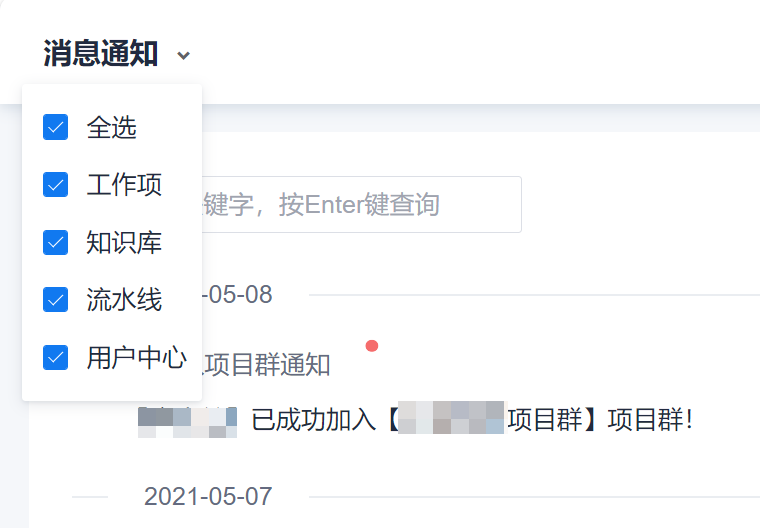 消息通知
全选
工作项
知识库
流水线
用户中心
键字，按Enter键查询
-05-08
项目群通知
已成功加入【 项目群】项目群！
2021-05-07